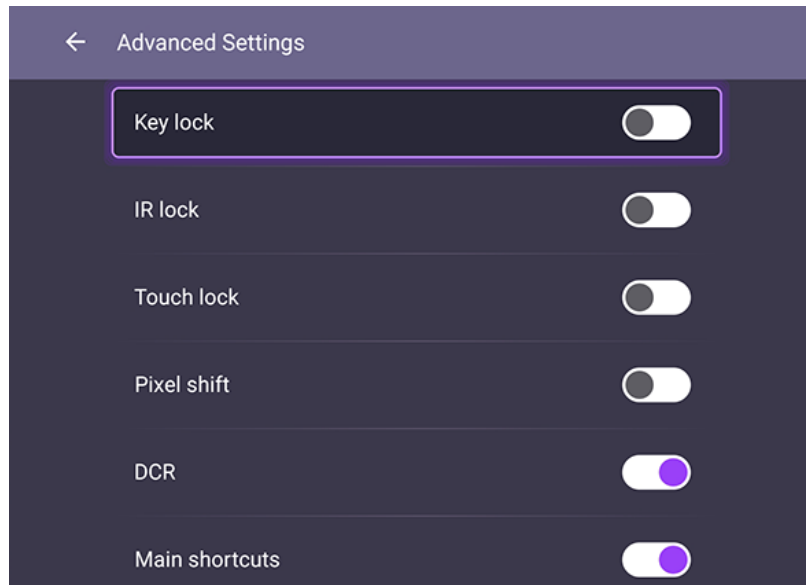 Advanced Settings
Key lock
IR lock
Touch lock
Pixel shift
DCR
Main shortcuts